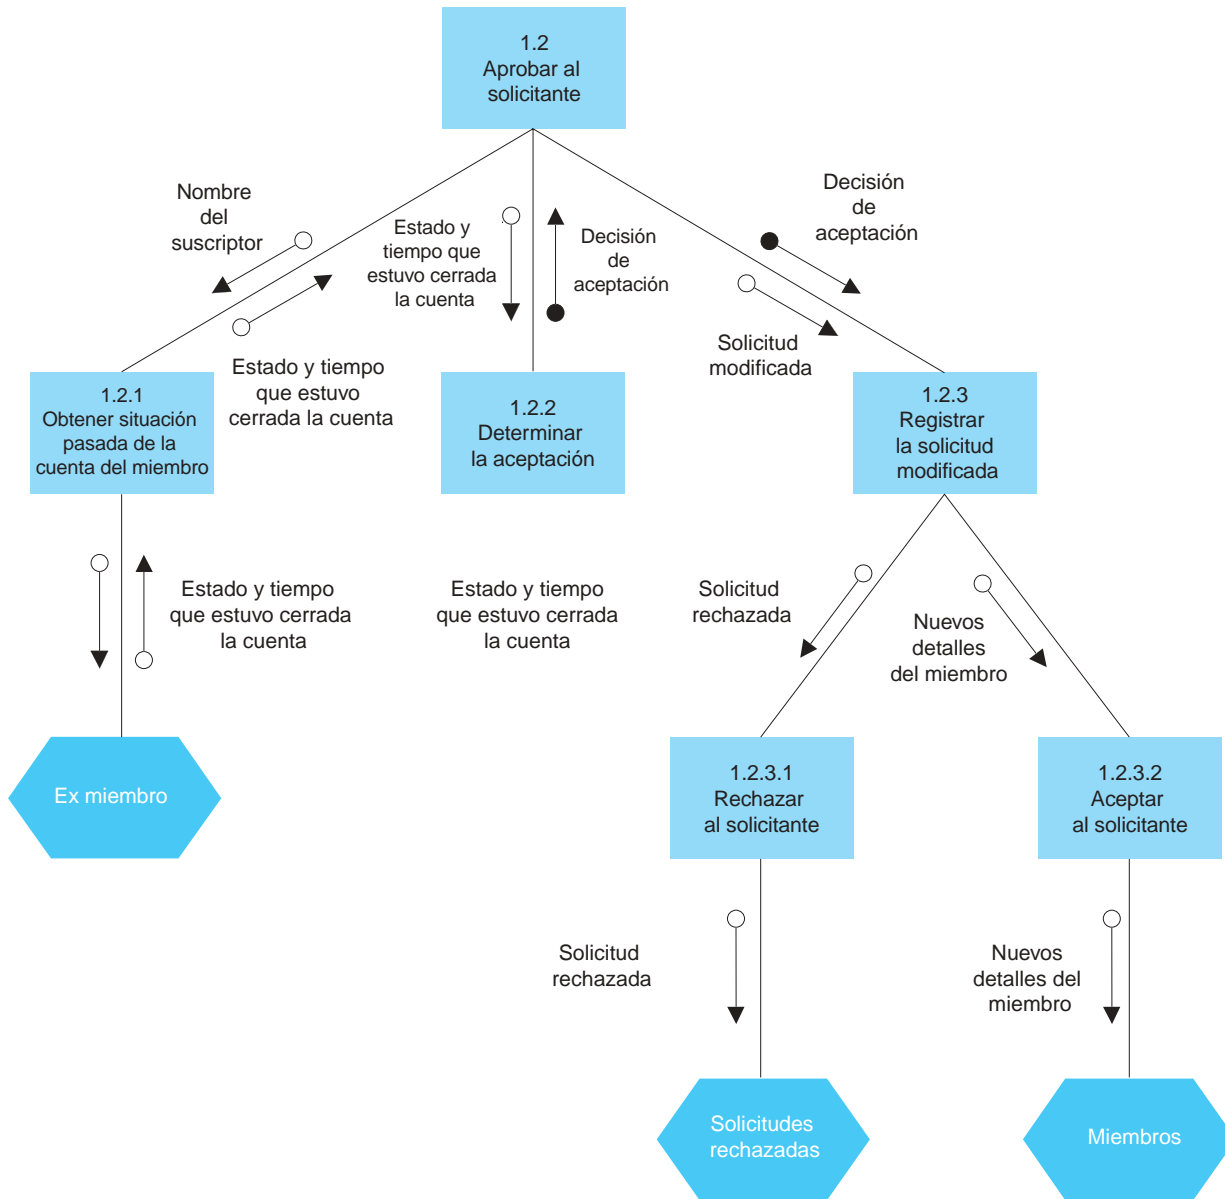 1.2
Aprobar al
solicitante
Nombre
del
suscriptor
Estado y
tiempo que
estuvo cerrada
la cuenta
Decisión
de
aceptación
Decisión
de
aceptación
Estado y tiempo
que estuvo
cerrada la cuenta
Solicitud
modificada
1.2.1
Obtener situación
pasada de la
cuenta del miembro
1.2.2
Determinar
la aceptación
1.2.3
Registrar
la solicitud
modificada
Estado y tiempo
que estuvo cerrada
la cuenta
Estado y tiempo
que estuvo cerrada
la cuenta
Solicitud
rechazada
Nuevos
detalles
del miembro
Ex miembro
1.2.3.1
Rechazar
al solicitante
1.2.3.2
Aceptar
al solicitante
Solicitud
rechazada
Nuevos
detalles del
miembro
Solicitudes
rechazadas
Miembros